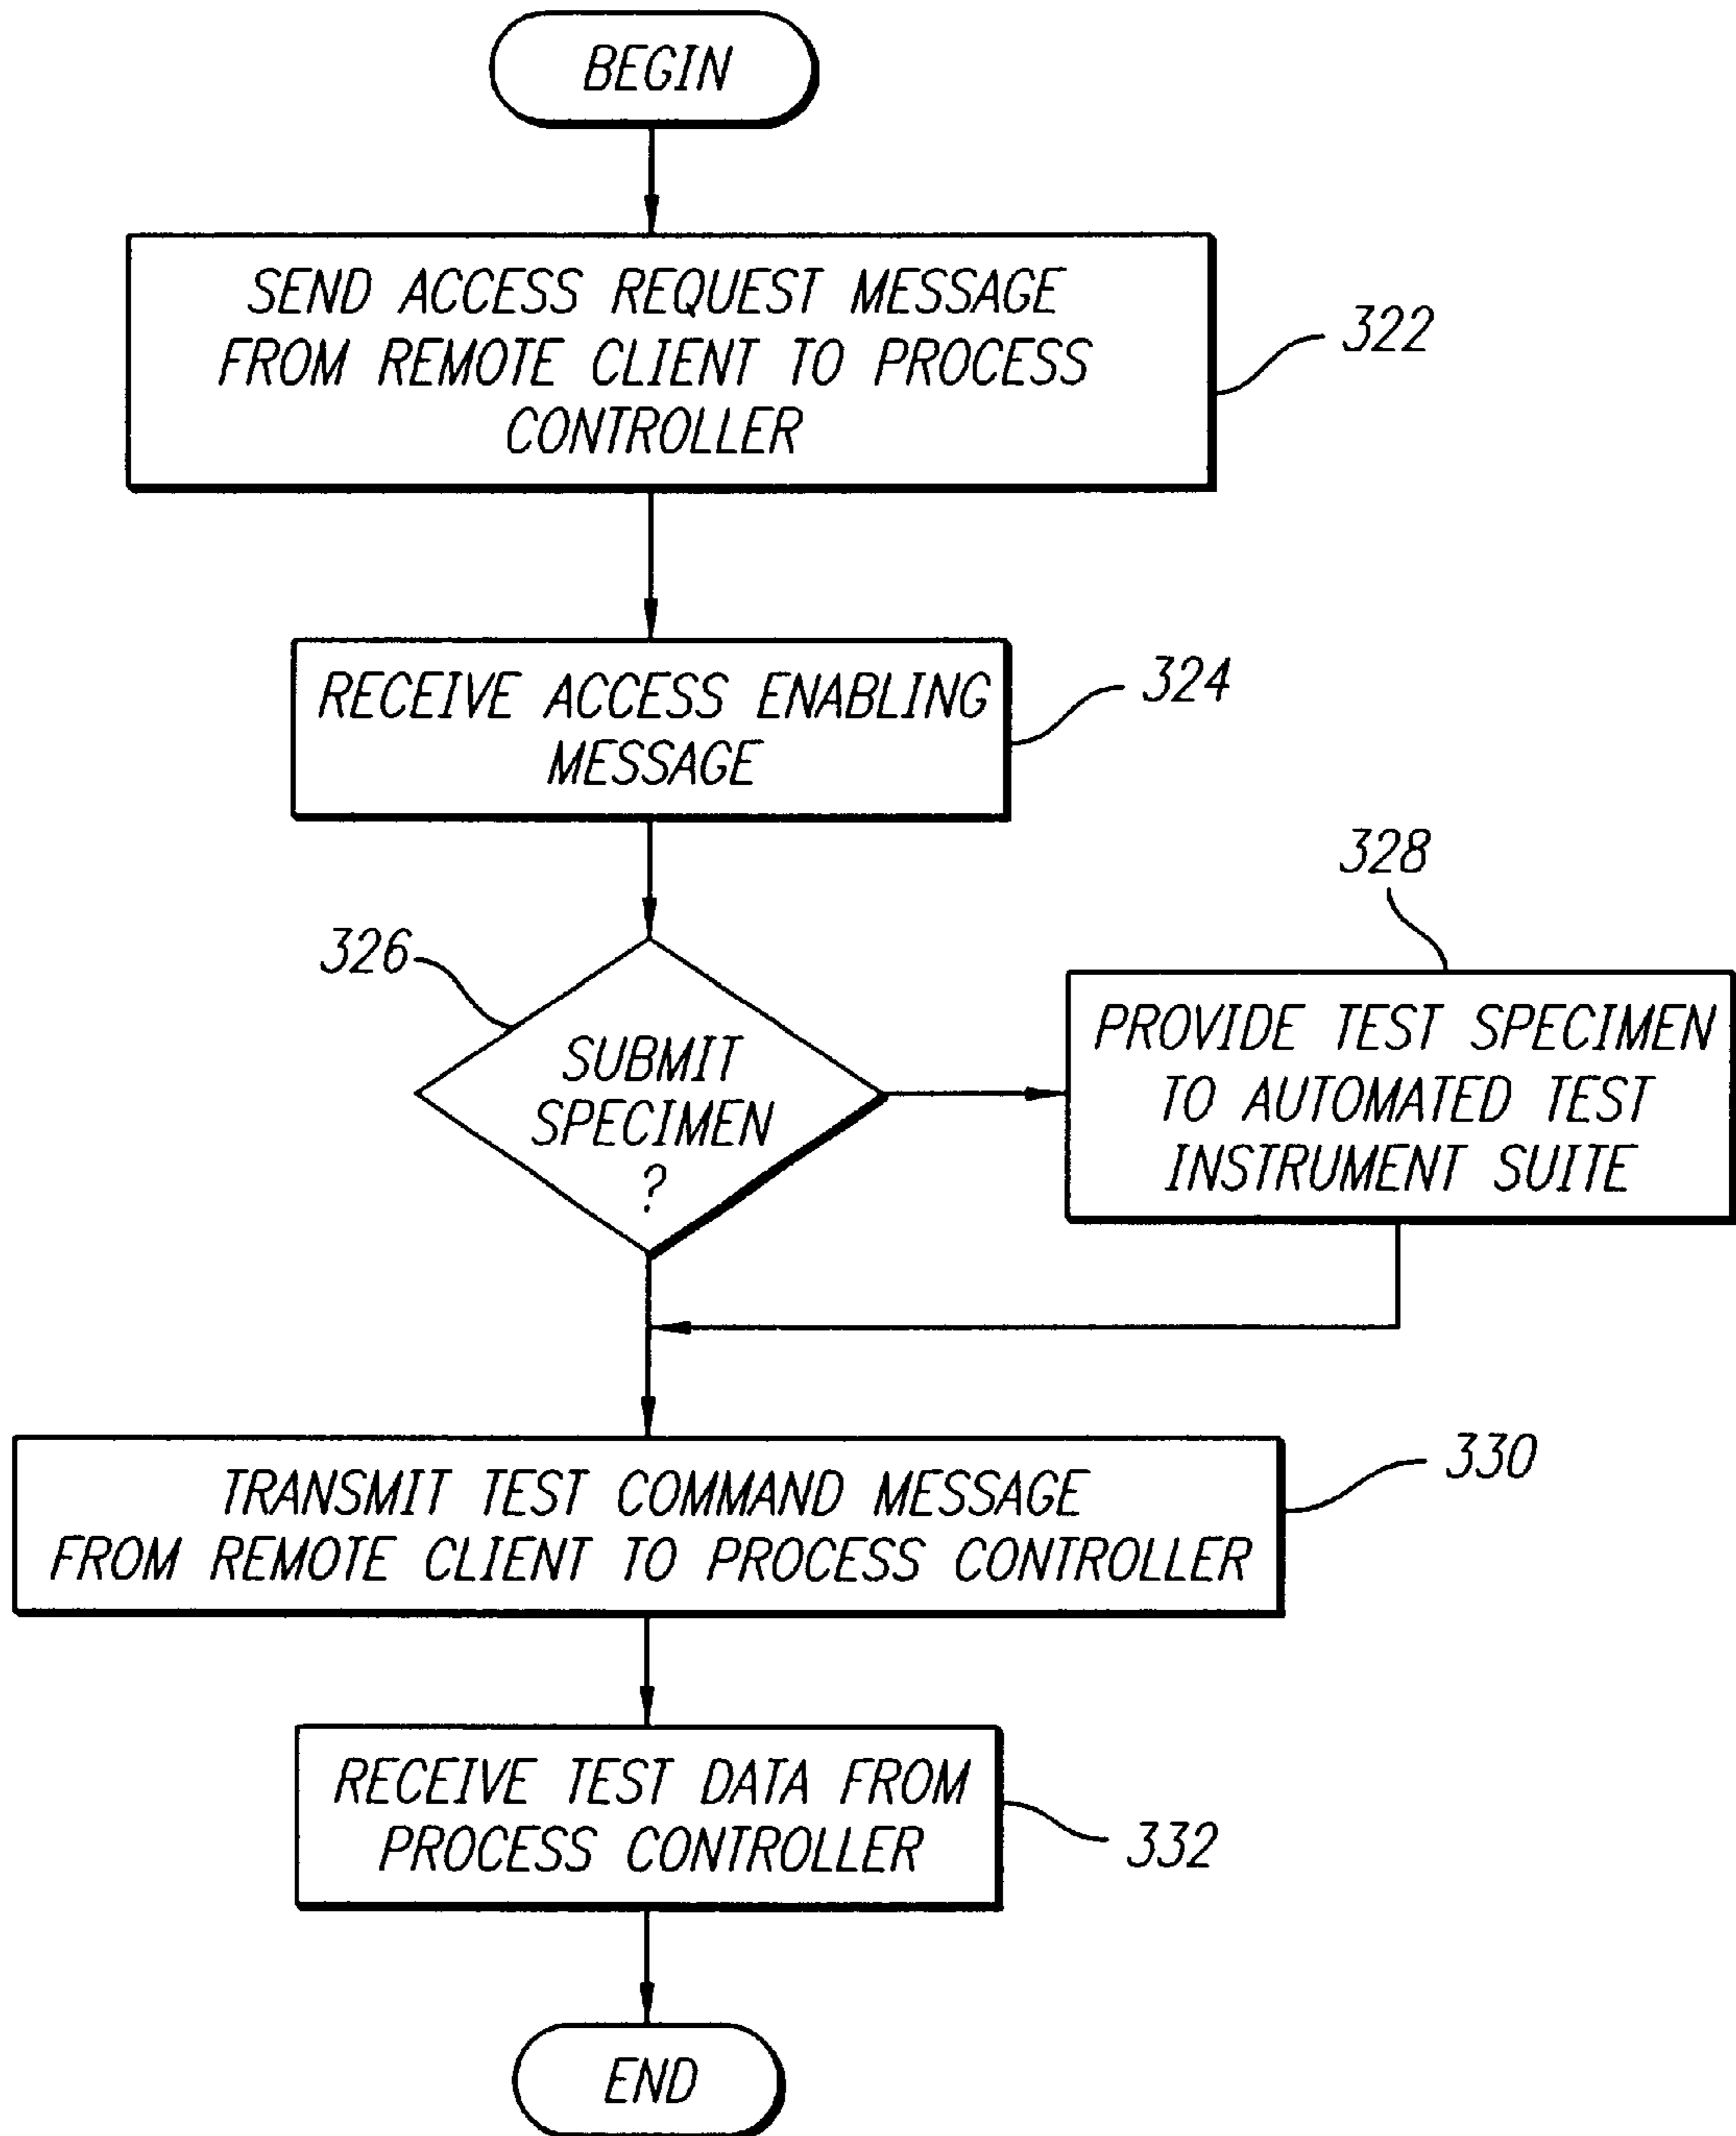 BEGIN
SEND ACCESS REQUEST MESSAGE
FROM REMOTE CLIENT TO PROCESS
CONTROLLER
322
RECEIVE ACCESS ENABLING
MESSAGE
324
326
SUBMIT
SPECIMEN
?
328
PROVIDE TEST SPECIMEN
TO AUTOMATED TEST
INSTRUMENT SUITE
TRANSMIT TEST COMMAND MESSAGE
FROM REMOTE CLIENT TO PROCESS CONTROLLER
330
RECEIVE TEST DATA FROM
PROCESS CONTROLLER
332
END